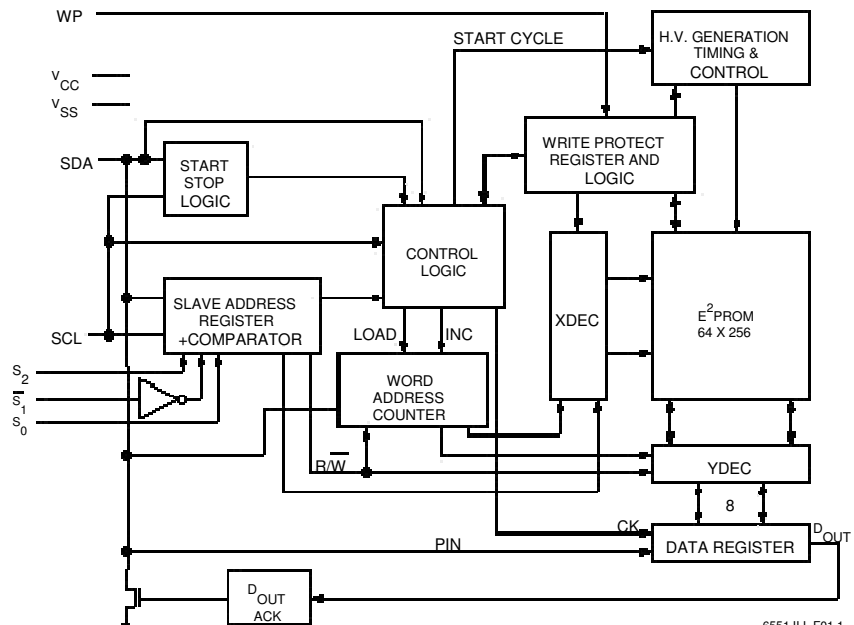 WP
START CYCLE
H.V. GENERATION
TIMING &
CONTROL
VCC
VSS
SDA
START
STOP
LOGIC
WRITE PROTECT
REGISTER AND
LOGIC
CONTROL
LOGIC
SLAVE ADDRESS
REGISTER
+COMPARATOR
SCL
LOAD
INC
XDEC
E²PROM
64 X 256
S₂
S̅₁
S₀
WORD
ADDRESS
COUNTER
R/W̅
YDEC
8
CK
PIN
DATA REGISTER
DOUT
DOUT
ACK